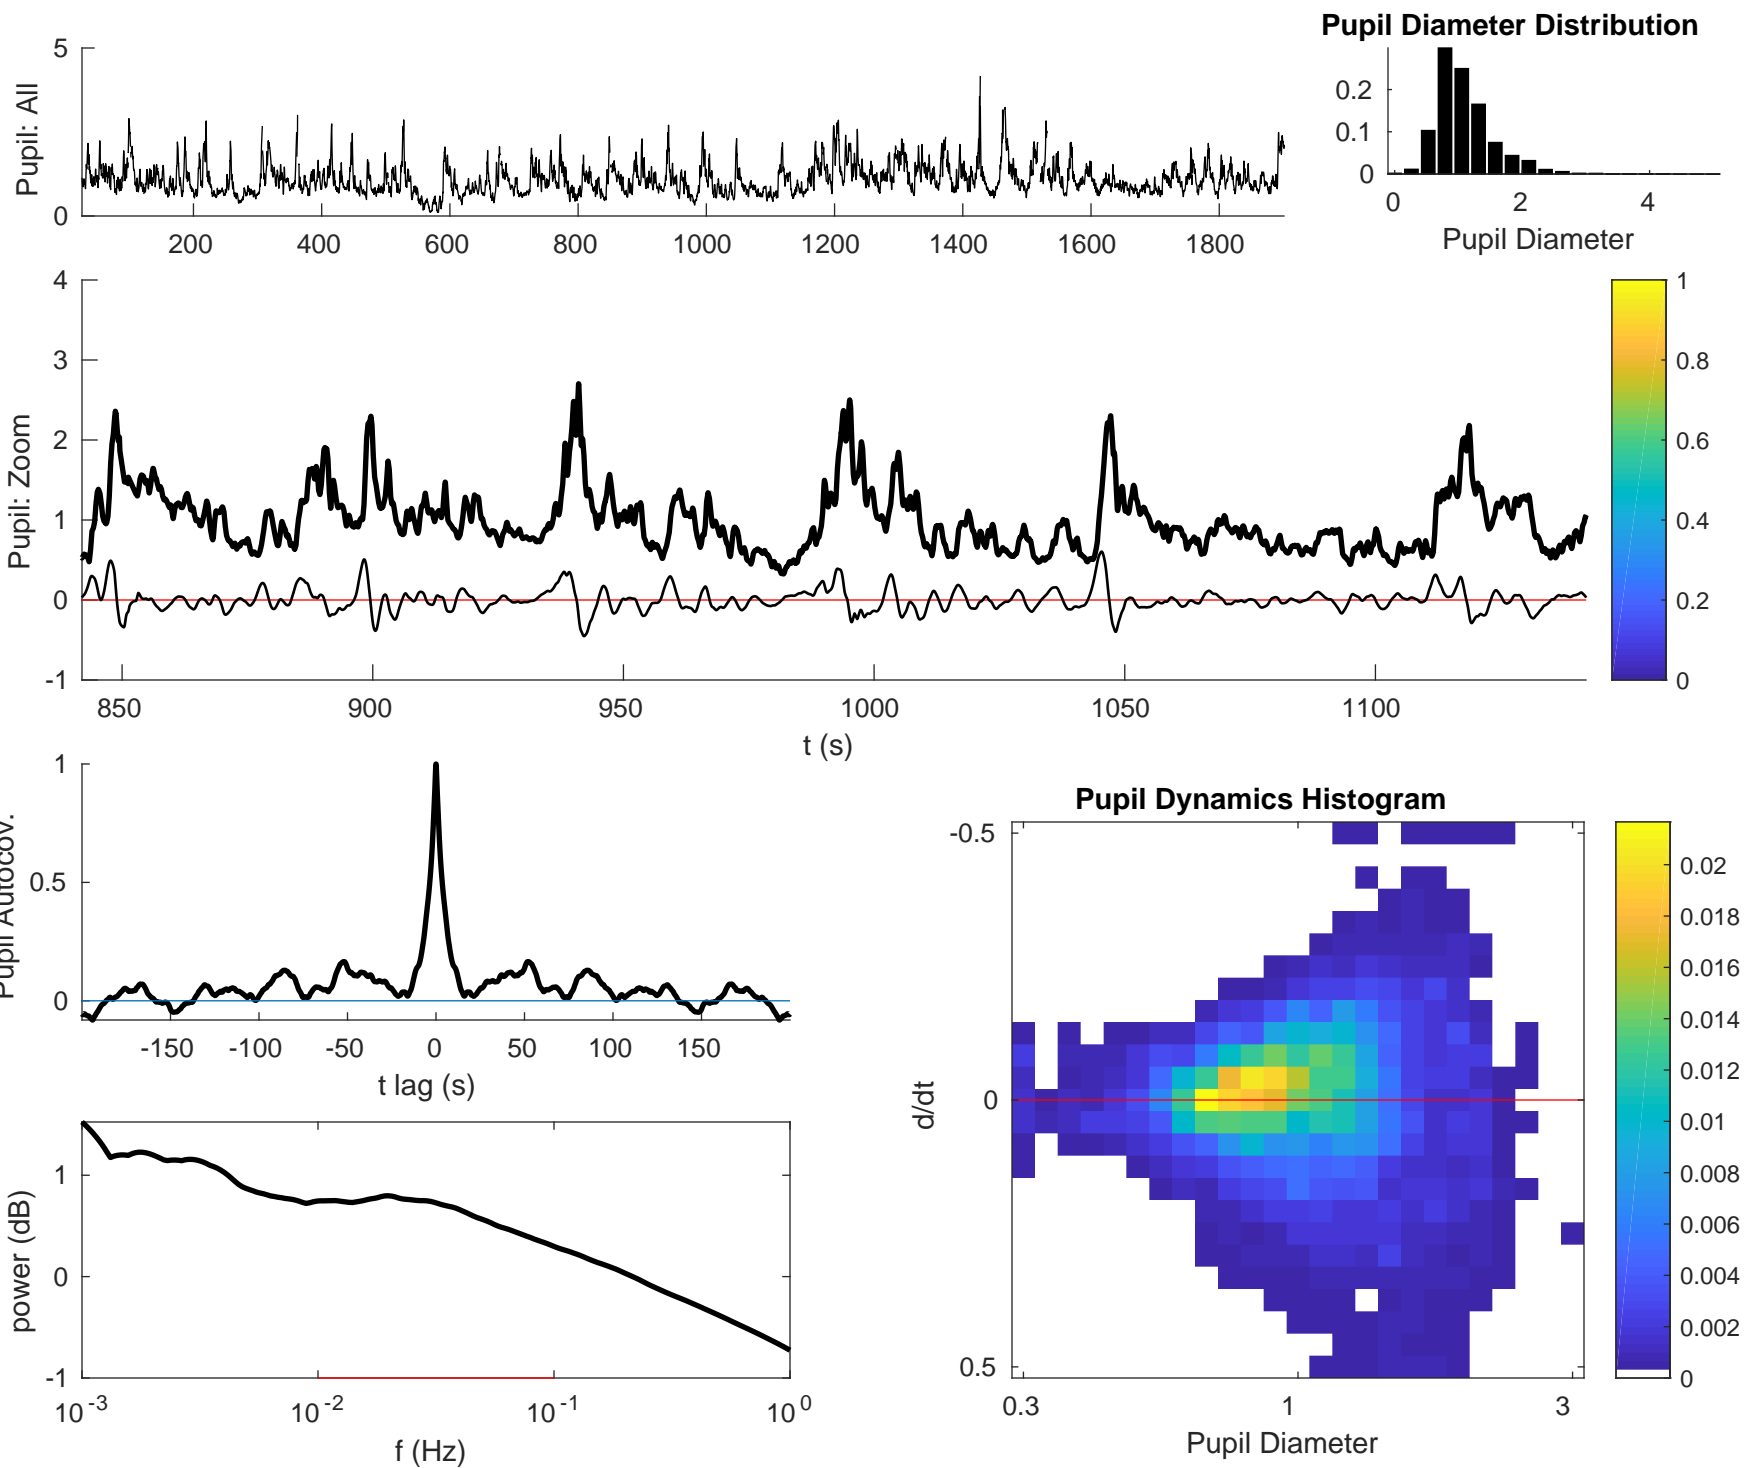 Pupil Diameter Distribution
Pupil: All
5
0
200 400 600 800 1000 1200 1400 1600 1800
0.2
0.1
0
0 2 4
Pupil Diameter
Pupil: Zoom
4
3
2
1
0
-1
850 900 950 1000 1050 1100
t (s)
1
0.8
0.6
0.4
0.2
0
Pupil Autocov.
1
0.5
0
-150 -100 -50 0 50 100 150
t lag (s)
power (dB)
1
0
-1
10^-3 10^-2 10^-1 10^0
f (Hz)
Pupil Dynamics Histogram
d/dt
-0.5
0
0.5
0.3 1 3
Pupil Diameter
0.02
0.018
0.016
0.014
0.012
0.01
0.008
0.006
0.004
0.002
0